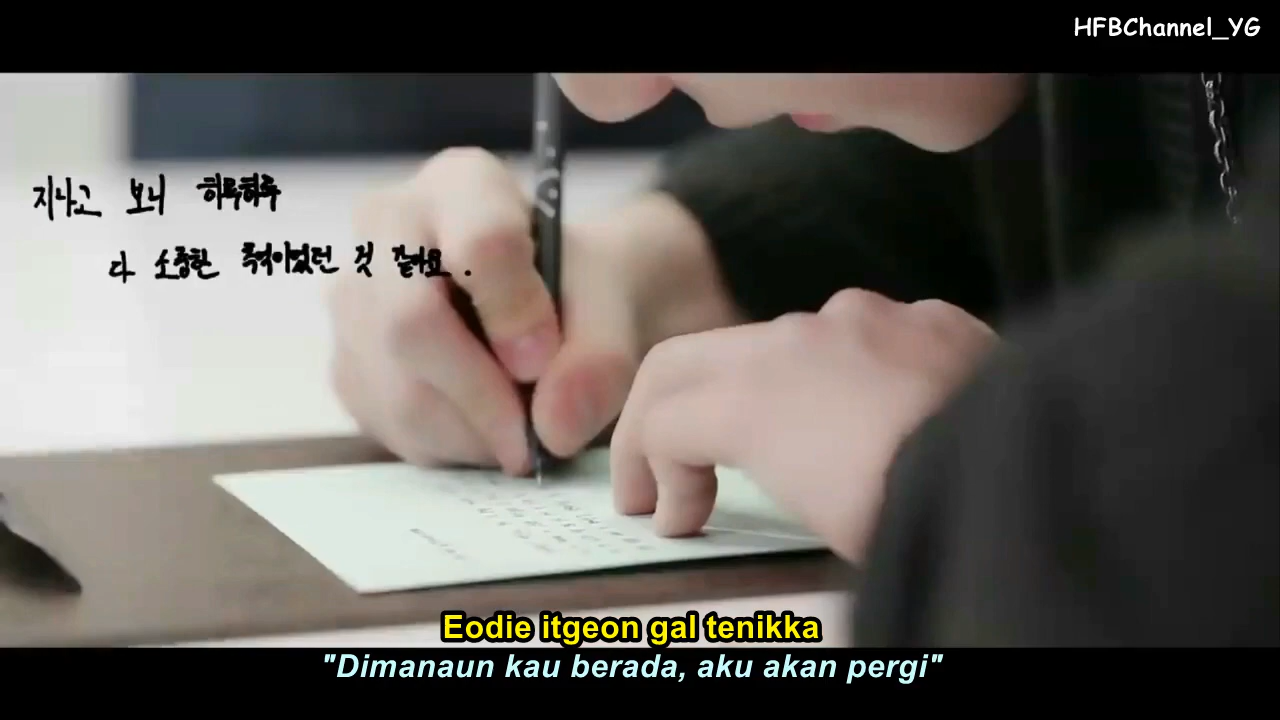 HFBChannel_YG
지나고 보니 하루하루
다 소중한 추억이었던 것 같아요.
Eodie itgeon gal tenikka
"Dimanaun kau berada, aku akan pergi"